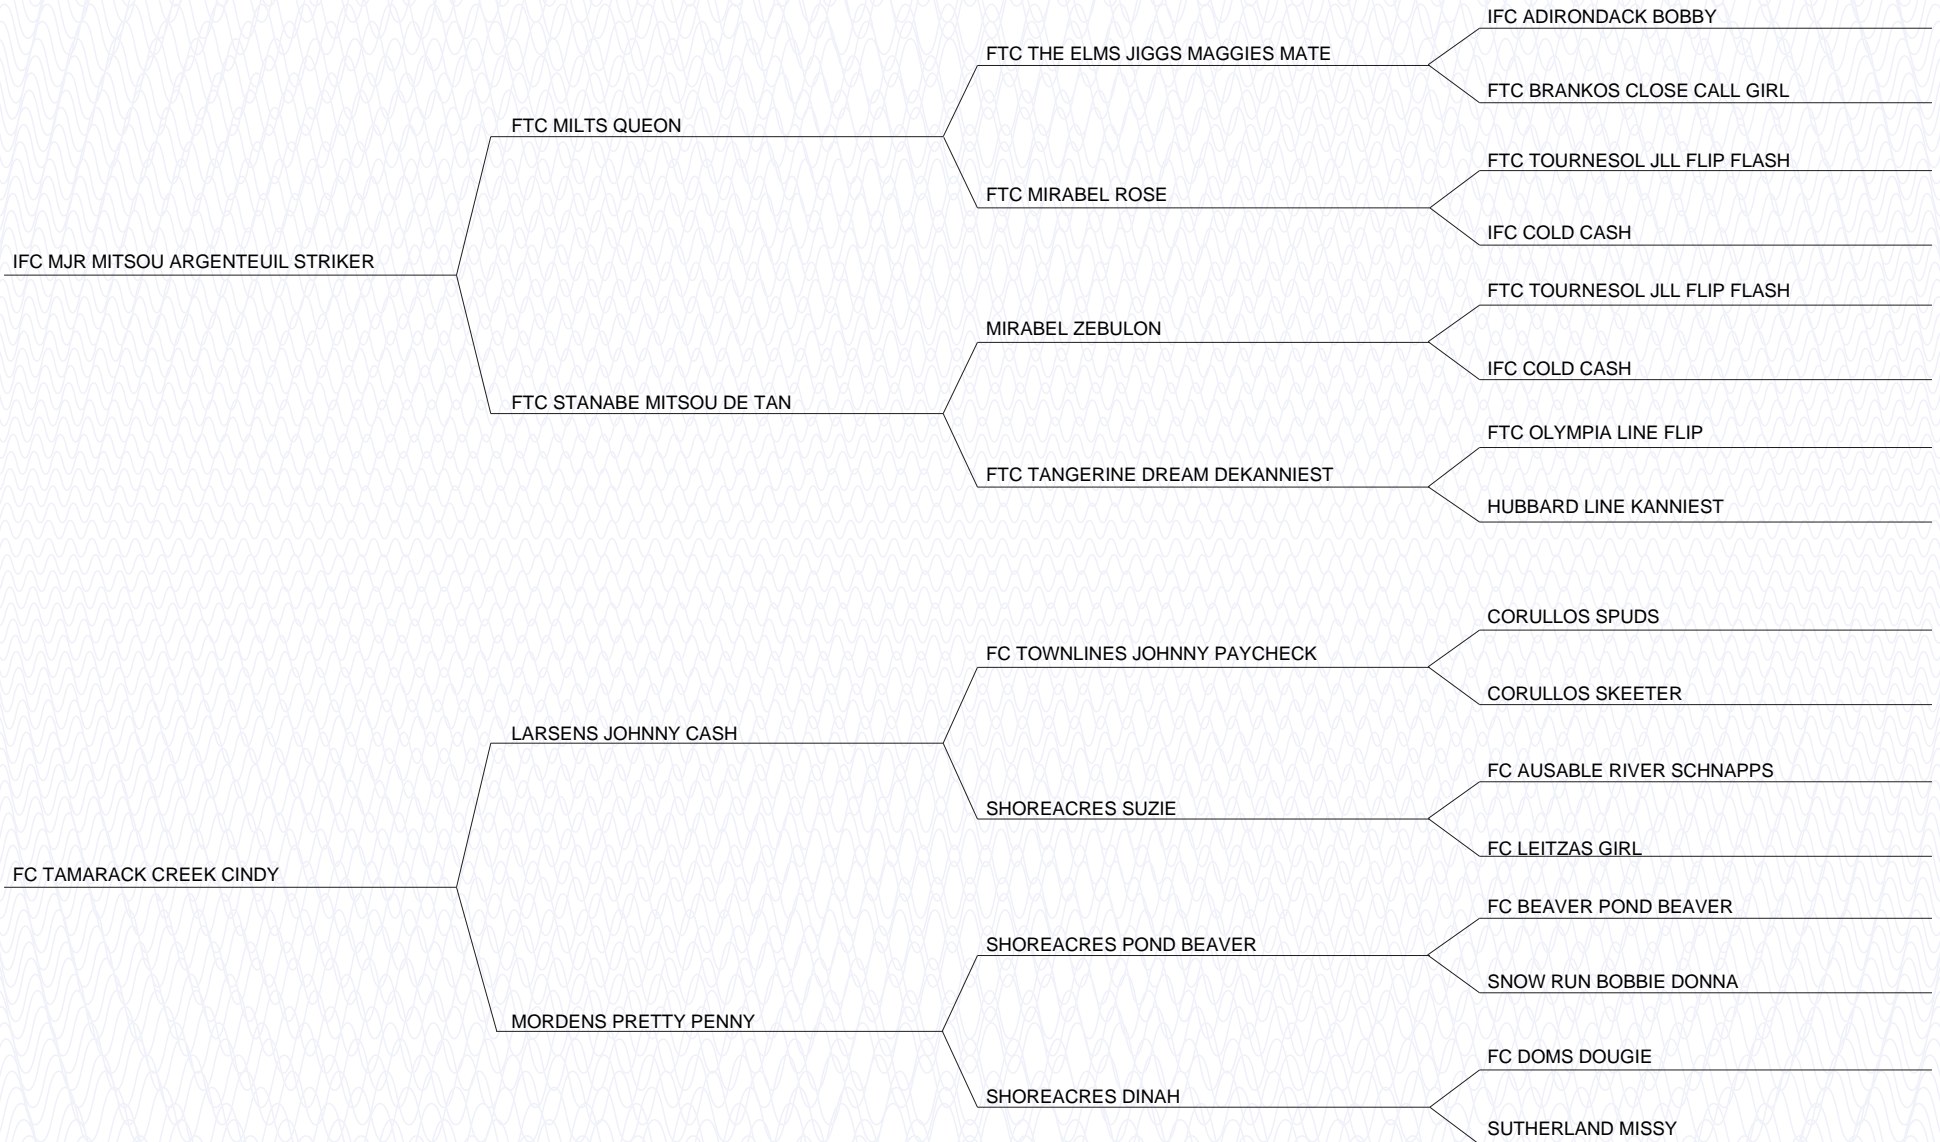 IFC ADIRONDACK BOBBY
FTC THE ELMS JIGGS MAGGIES MATE
FTC BRANKOS CLOSE CALL GIRL
FTC MILTS QUEON
FTC TOURNESOL JLL FLIP FLASH
FTC MIRABEL ROSE
IFC COLD CASH
IFC MJR MITSOU ARGENTEUIL STRIKER
FTC TOURNESOL JLL FLIP FLASH
MIRABEL ZEBULON
IFC COLD CASH
FTC STANABE MITSOU DE TAN
FTC OLYMPIA LINE FLIP
FTC TANGERINE DREAM DEKANNIEST
HUBBARD LINE KANNIEST
CORULLOS SPUDS
FC TOWNLINES JOHNNY PAYCHECK
CORULLOS SKEETER
LARSENS JOHNNY CASH
FC AUSABLE RIVER SCHNAPPS
SHOREACRES SUZIE
FC LEITZAS GIRL
FC TAMARACK CREEK CINDY
FC BEAVER POND BEAVER
SHOREACRES POND BEAVER
SNOW RUN BOBBIE DONNA
MORDENS PRETTY PENNY
FC DOMS DOUGIE
SHOREACRES DINAH
SUTHERLAND MISSY